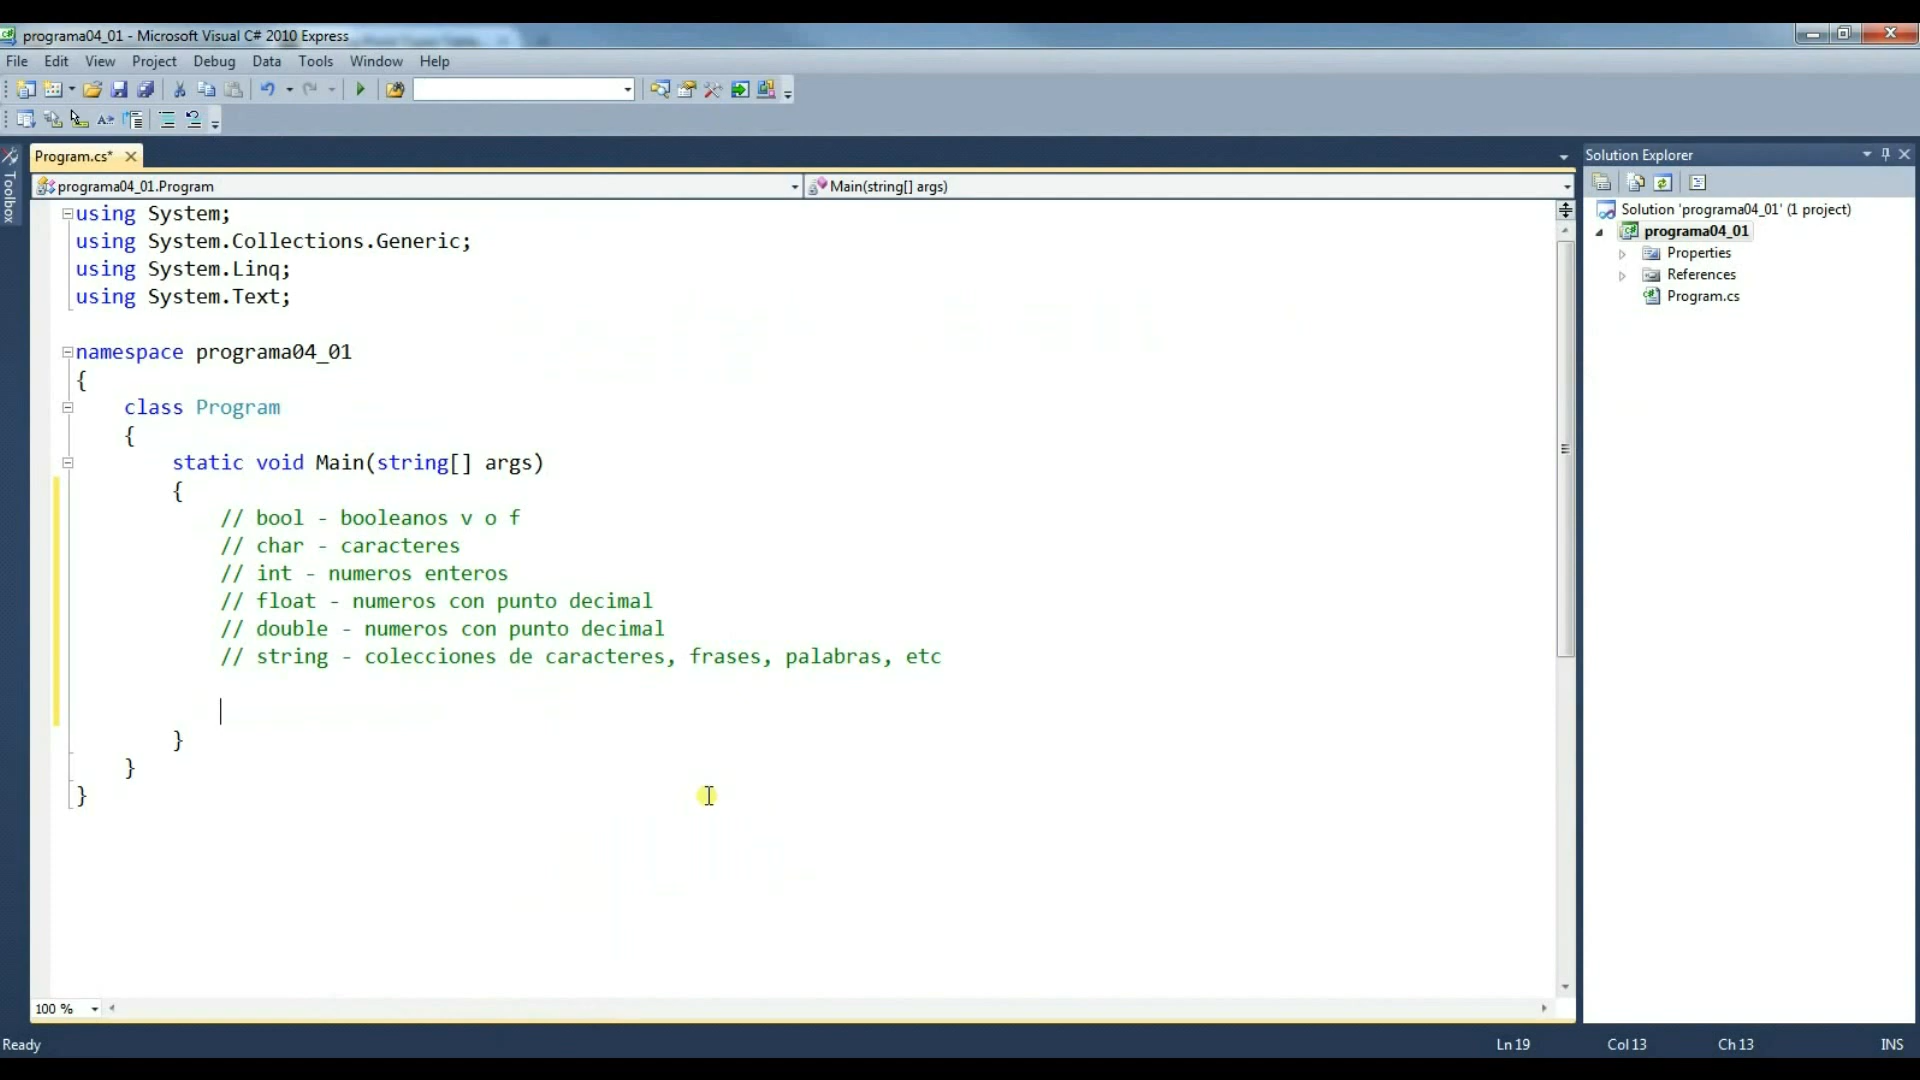 programa04_01 - Microsoft Visual C# 2010 Express
File Edit View Project Debug Data Tools Window Help
Toolbox
Program.cs*
programa04_01.Program
Main(string[] args)
using System;
using System.Collections.Generic;
using System.Linq;
using System.Text;
namespace programa04_01
{
class Program
{
static void Main(string[] args)
{
// bool - booleanos v o f
// char - caracteres
// int - numeros enteros
// float - numeros con punto decimal
// double - numeros con punto decimal
// string - colecciones de caracteres, frases, palabras, etc
}
}
}
100 %
Solution Explorer
Solution 'programa04_01' (1 project)
programa04_01
Properties
References
Program.cs
Ready Ln 19 Col 13 Ch 13 INS